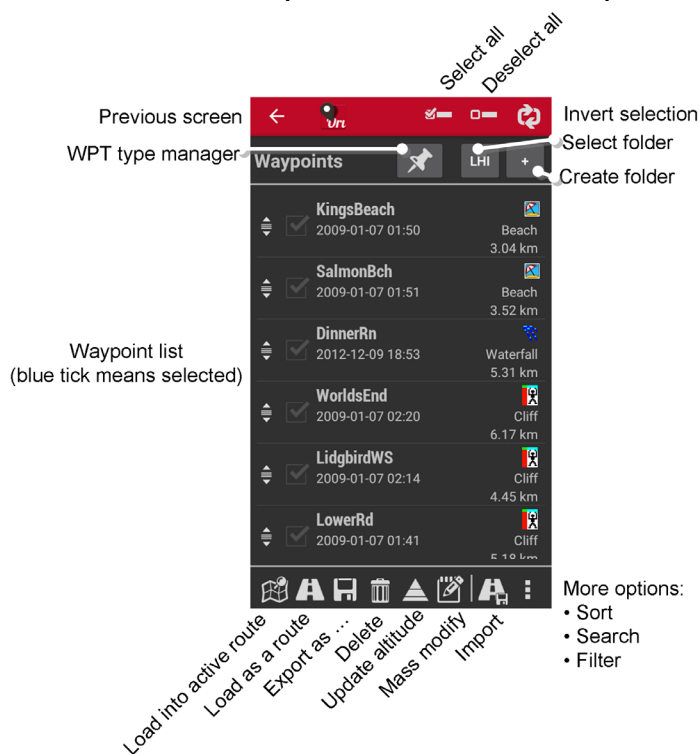 Select all
Deselect all
Previous screen
Invert selection
WPT type manager
Select folder
Waypoints
LHI
+
Create folder
KingsBeach
2009-01-07 01:50
Beach
3.04 km
SalmonBch
2009-01-07 01:51
Beach
3.52 km
DinnerRn
2012-12-09 18:53
Waterfall
5.31 km
Waypoint list
(blue tick means selected)
WorldsEnd
2009-01-07 02:20
Cliff
6.17 km
LidgbirdWS
2009-01-07 02:14
Cliff
4.45 km
LowerRd
2009-01-07 01:41
Cliff
5.18 km
Load into active route
Load as a route
Export as ...
Delete
Update altitude
Mass modify
Import
More options:
• Sort
• Search
• Filter